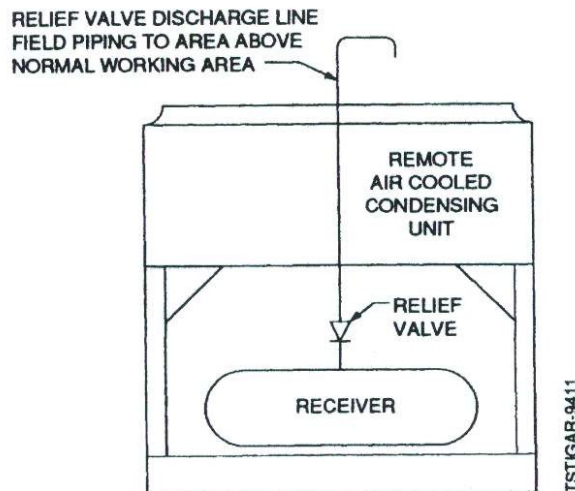 RELIEF VALVE DISCHARGE LINE
FIELD PIPING TO AREA ABOVE
NORMAL WORKING AREA
REMOTE
AIR COOLED
CONDENSING
UNIT
RELIEF
VALVE
RECEIVER
TSTIGAR-9411